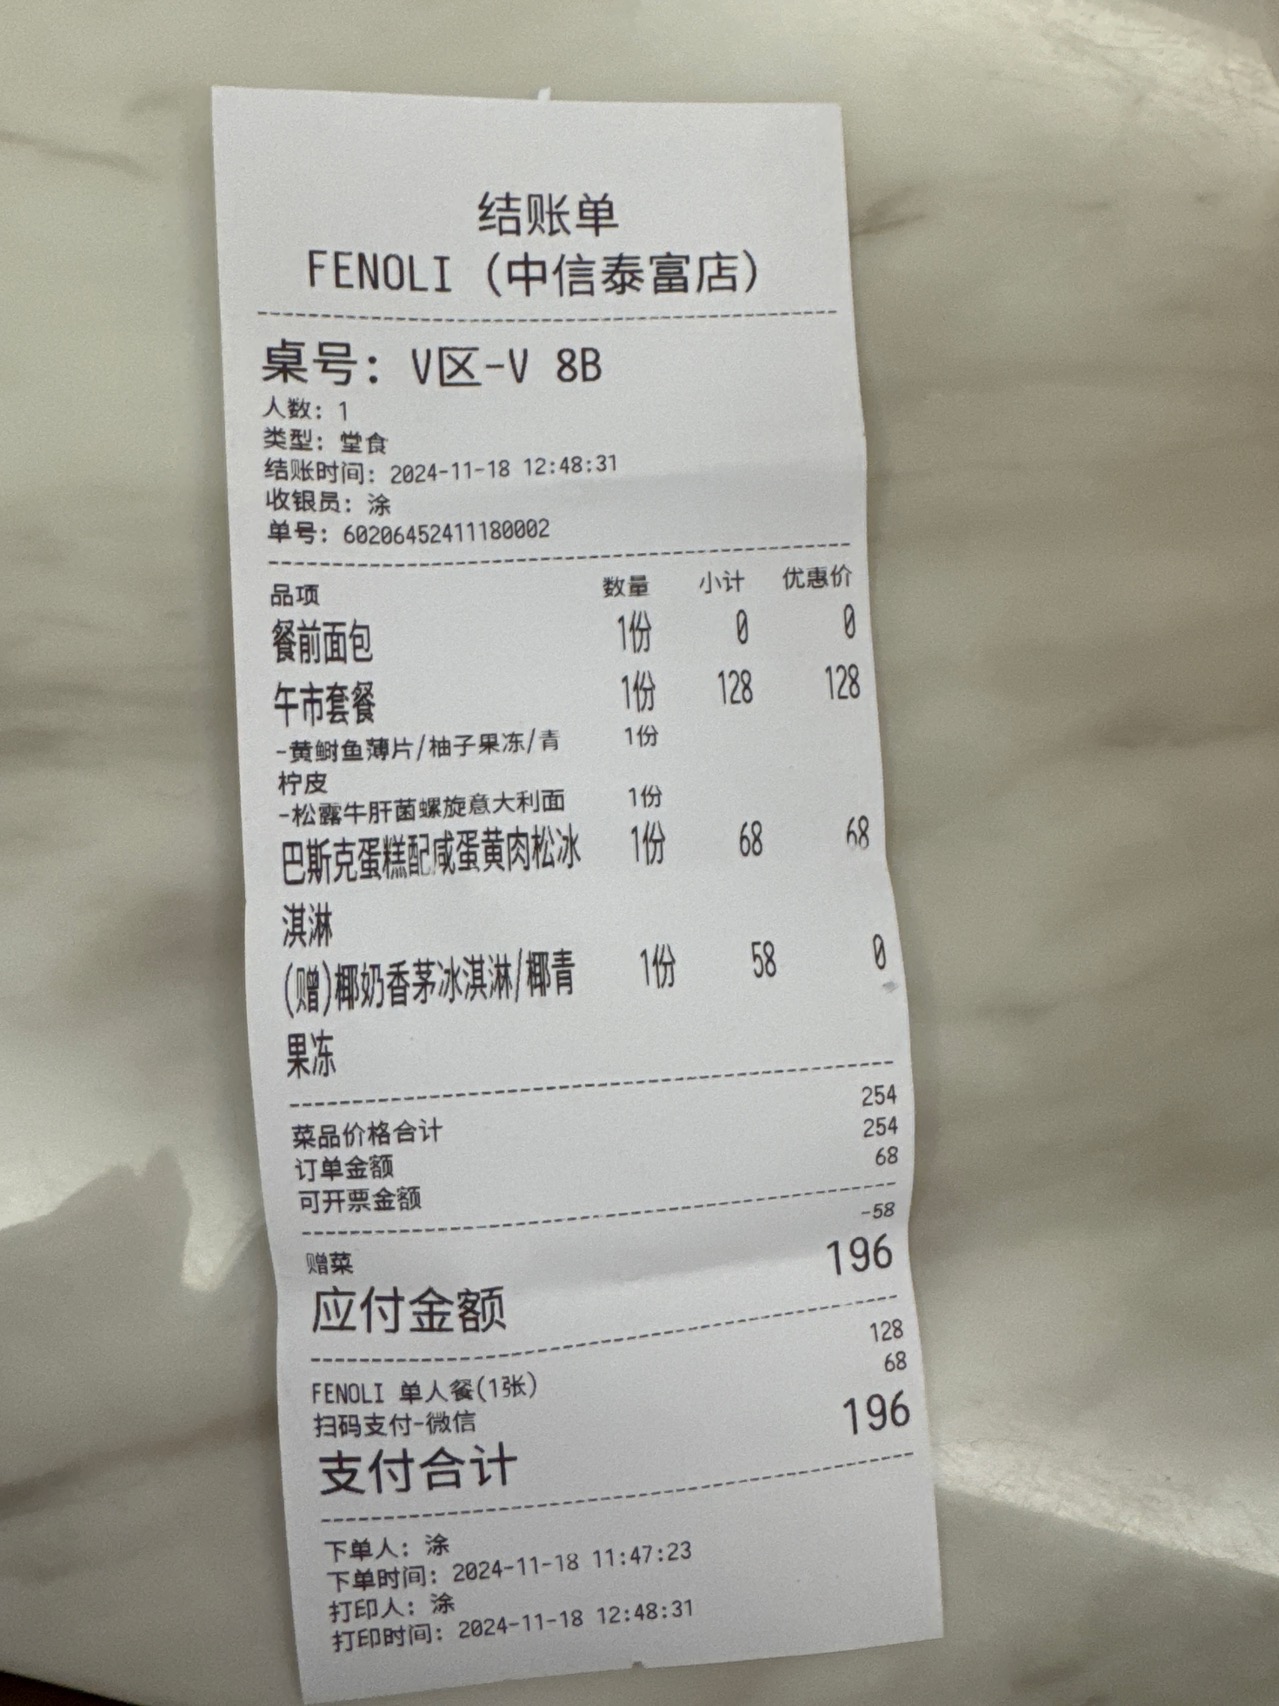 结账单
FENOLI (中信泰富店)
桌号: V区-V 8B
人数: 1
类型: 堂食
结账时间: 2024-11-18 12:48:31
收银员: 涂
单号: 60206452411180002
品项 数量 小计 优惠价
餐前面包 1份 0 0
午市套餐 1份 128 128
-黄鰤鱼薄片/柚子果冻/青 1份
柠皮
-松露牛肝菌螺旋意大利面 1份
巴斯克蛋糕配咸蛋黄肉松冰 1份 68 68
淇淋
(赠)椰奶香茅冰淇淋/椰青 1份 58 0
果冻
菜品价格合计 254
订单金额 254
可开票金额 68
赠菜 -58
应付金额 196
FENOLI 单人餐(1张) 128
扫码支付-微信 68
支付合计 196
下单人: 涂
下单时间: 2024-11-18 11:47:23
打印人: 涂
打印时间: 2024-11-18 12:48:31